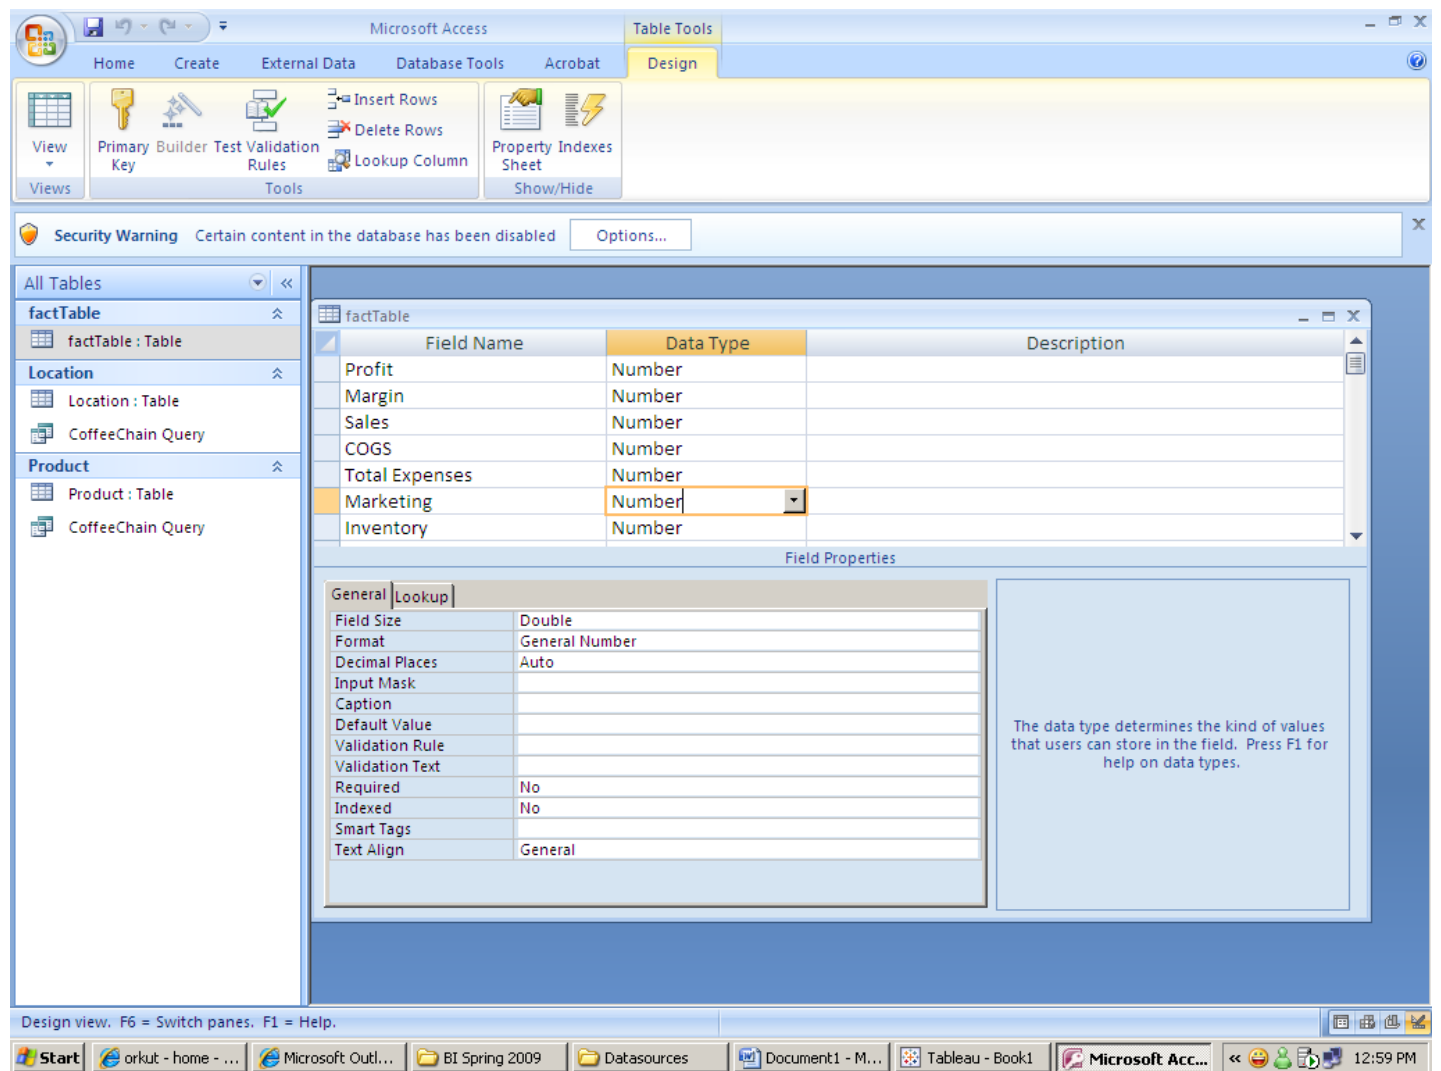 Microsoft Access
Table Tools
Home Create External Data Database Tools Acrobat Design
View
Primary Key
Builder
Test Validation Rules
Insert Rows
Delete Rows
Lookup Column
Property Sheet
Indexes
Views Tools Show/Hide
Security Warning Certain content in the database has been disabled Options...
All Tables
factTable
factTable : Table
Location
Location : Table
CoffeeChain Query
Product
Product : Table
CoffeeChain Query
factTable
Field Name Data Type Description
Profit Number
Margin Number
Sales Number
COGS Number
Total Expenses Number
Marketing Number
Inventory Number
Field Properties
General Lookup
Field Size Double
Format General Number
Decimal Places Auto
Input Mask
Caption
Default Value
Validation Rule
Validation Text
Required No
Indexed No
Smart Tags
Text Align General
The data type determines the kind of values
that users can store in the field. Press F1 for
help on data types.
Design view. F6 = Switch panes. F1 = Help.
Start orkut - home - ... Microsoft Outl... BI Spring 2009 Datasources Document1 - M... Tableau - Book1 Microsoft Acc... « 12:59 PM